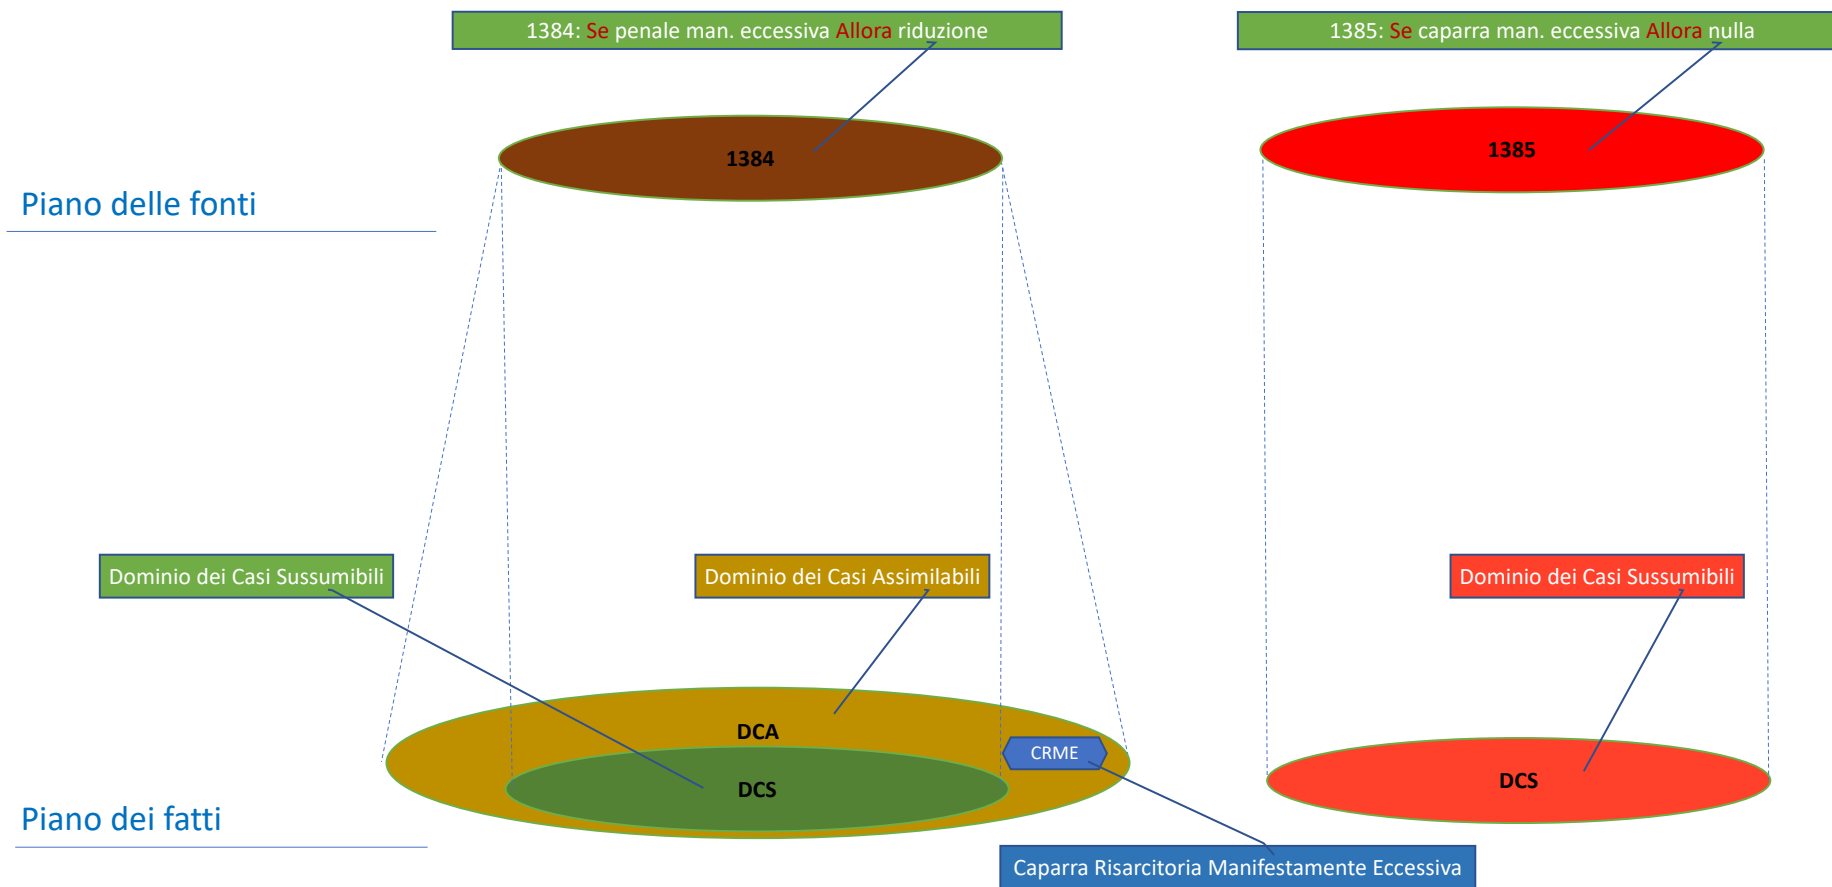 1384: Se penale man. eccessiva Allora riduzione
1385: Se caparra man. eccessiva Allora nulla
1384
1385
Piano delle fonti
Dominio dei Casi Sussumibili
Dominio dei Casi Assimilabili
Dominio dei Casi Sussumibili
DCA
CRME
DCS
DCS
Piano dei fatti
Caparra Risarcitoria Manifestamente Eccessiva